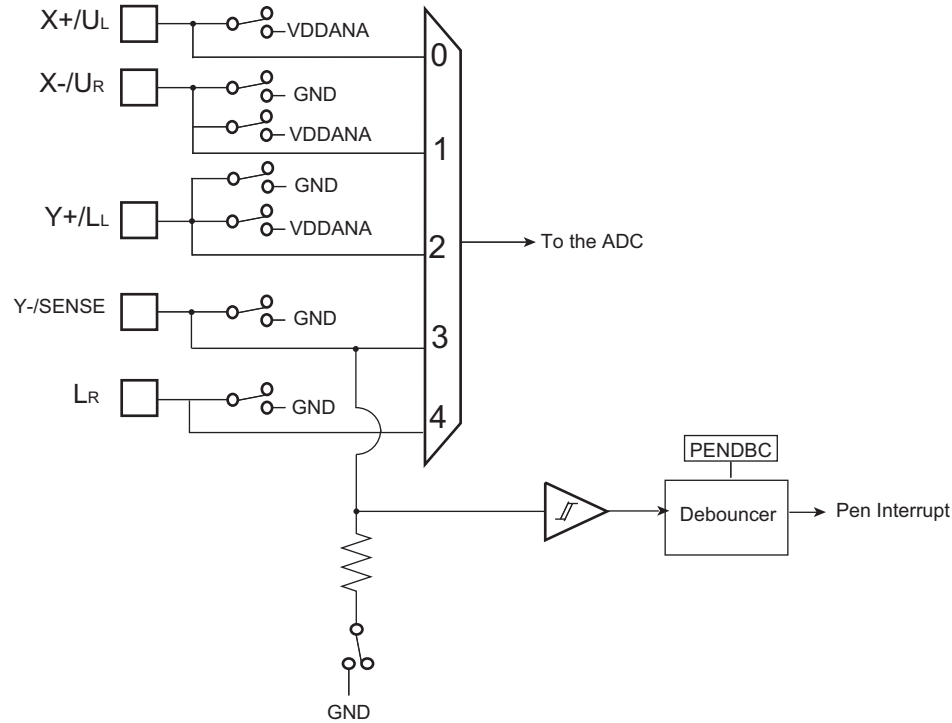 X+/UL
VDDANA
0
X-/UR
GND
VDDANA
1
GND
Y+/LL
VDDANA
2
To the ADC
Y-/SENSE
GND
3
LR
GND
4
PENDBC
Debouncer
Pen Interrupt
GND